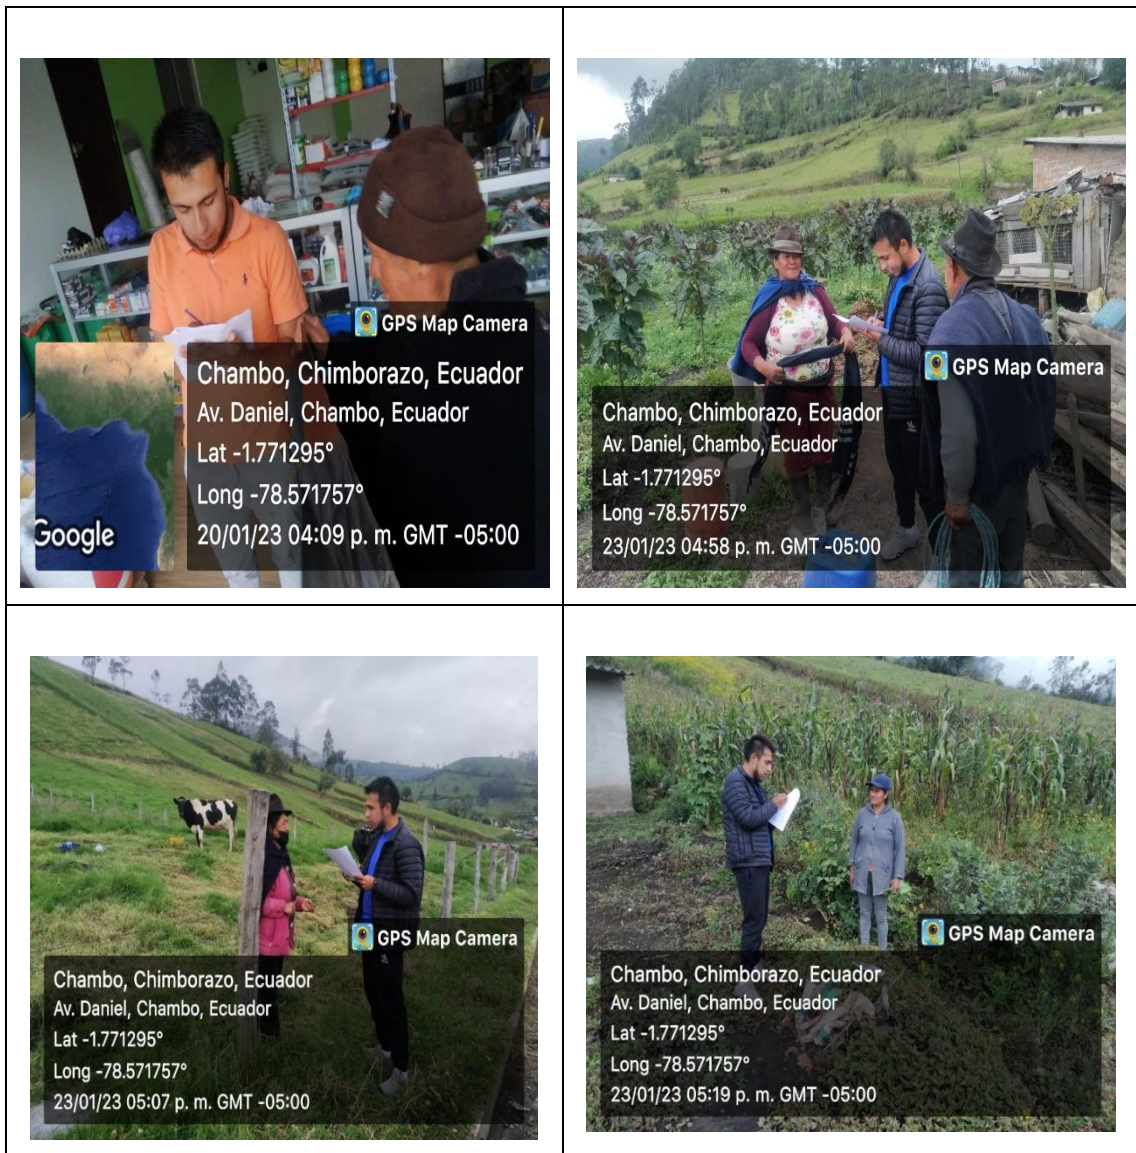 GPS Map Camera
Chambo, Chimborazo, Ecuador
Av. Daniel, Chambo, Ecuador
Lat -1.771295°
Long -78.571757°
20/01/23 04:09 p. m. GMT -05:00
Google
GPS Map Camera
Chambo, Chimborazo, Ecuador
Av. Daniel, Chambo, Ecuador
Lat -1.771295°
Long -78.571757°
23/01/23 04:58 p. m. GMT -05:00
GPS Map Camera
Chambo, Chimborazo, Ecuador
Av. Daniel, Chambo, Ecuador
Lat -1.771295°
Long -78.571757°
23/01/23 05:07 p. m. GMT -05:00
GPS Map Camera
Chambo, Chimborazo, Ecuador
Av. Daniel, Chambo, Ecuador
Lat -1.771295°
Long -78.571757°
23/01/23 05:19 p. m. GMT -05:00